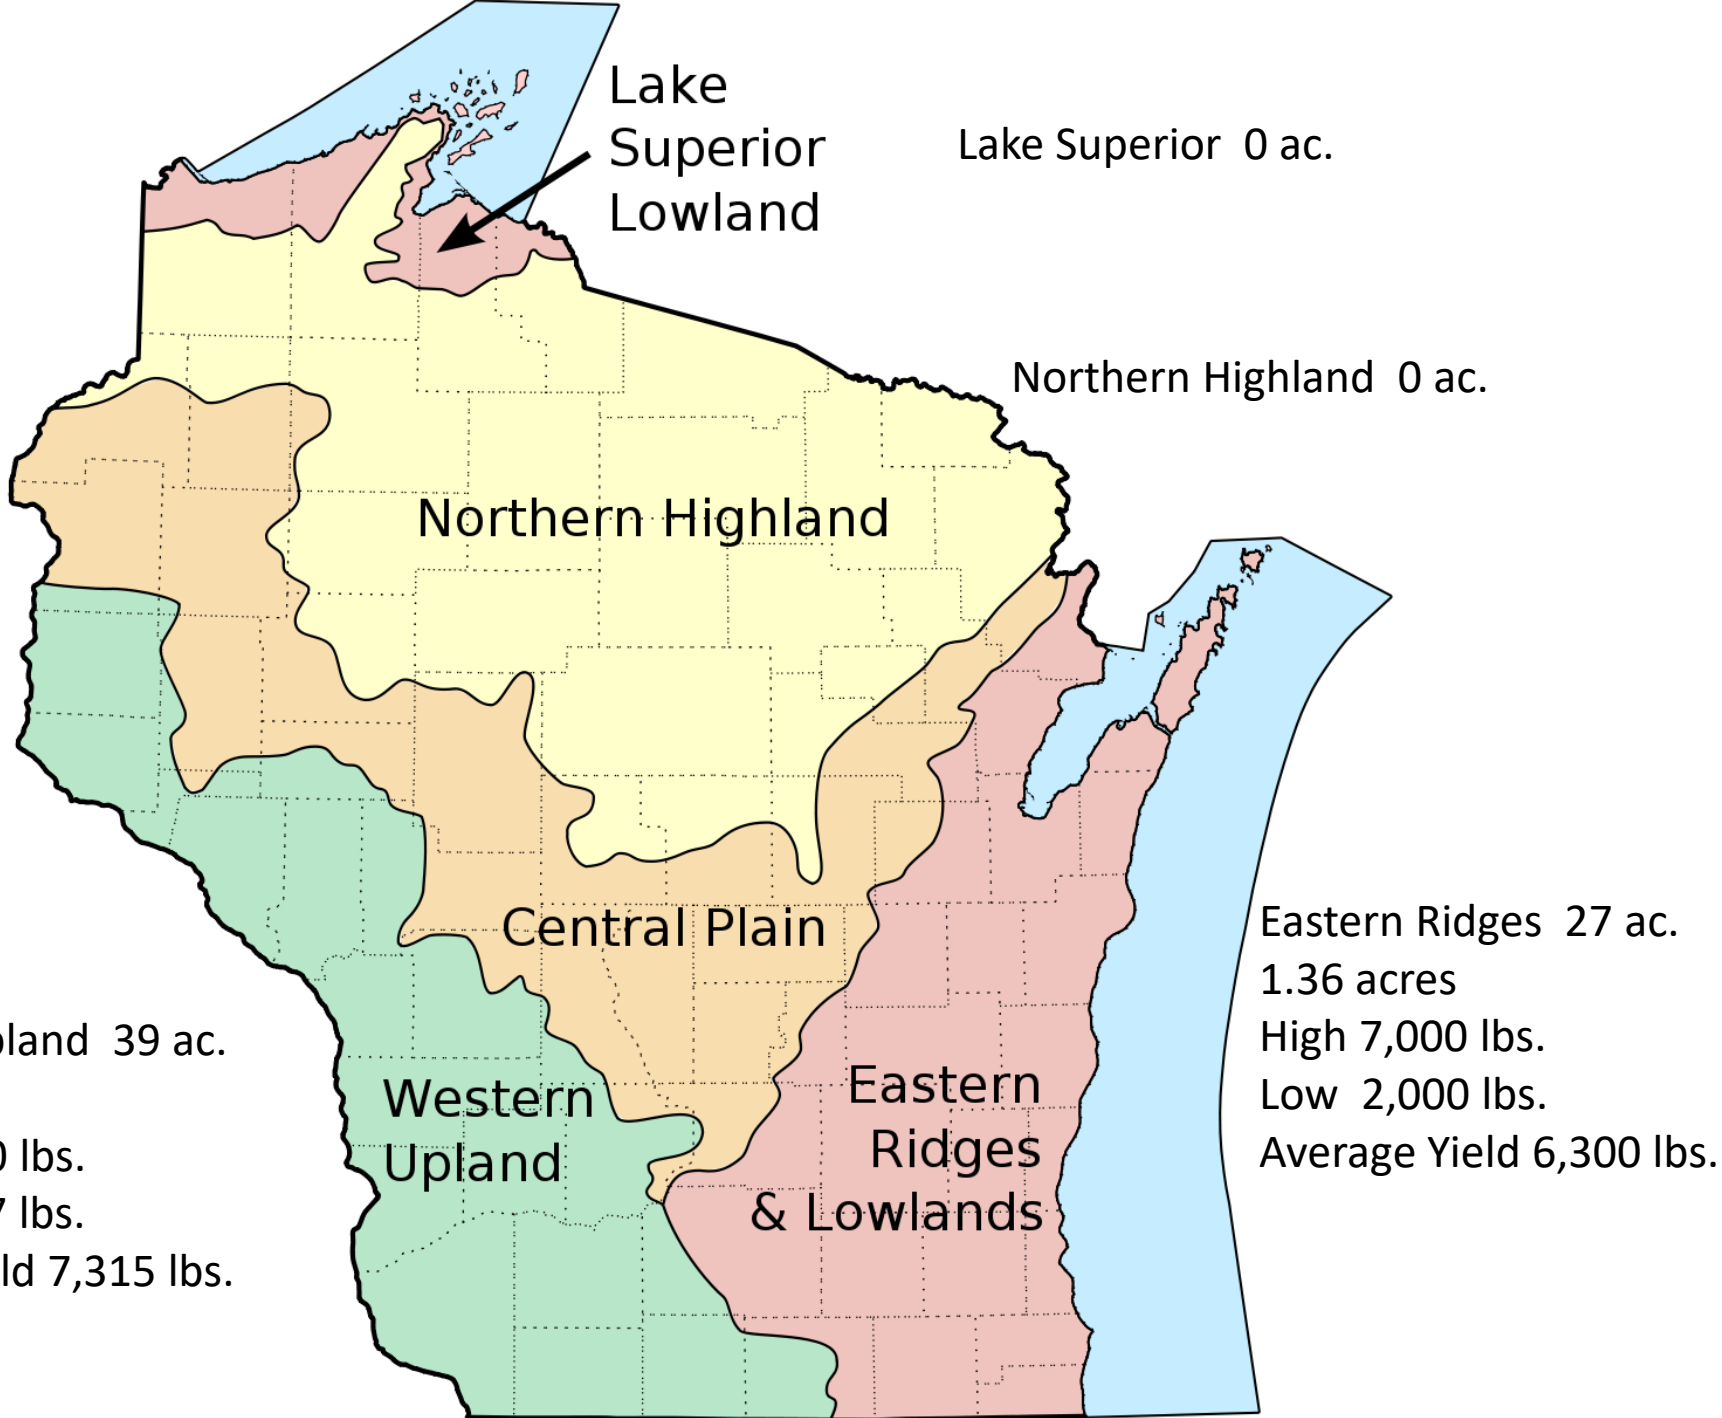 Lake
Superior
Lowland
Lake Superior 0 ac.
Northern Highland 0 ac.
Northern Highland
Central Plain
Eastern Ridges 27 ac.
1.36 acres
High 7,000 lbs.
Low 2,000 lbs.
Average Yield 6,300 lbs.
39 ac.
lbs.
lbs.
7,315 lbs.
Western
Upland
Eastern
Ridges
& Lowlands